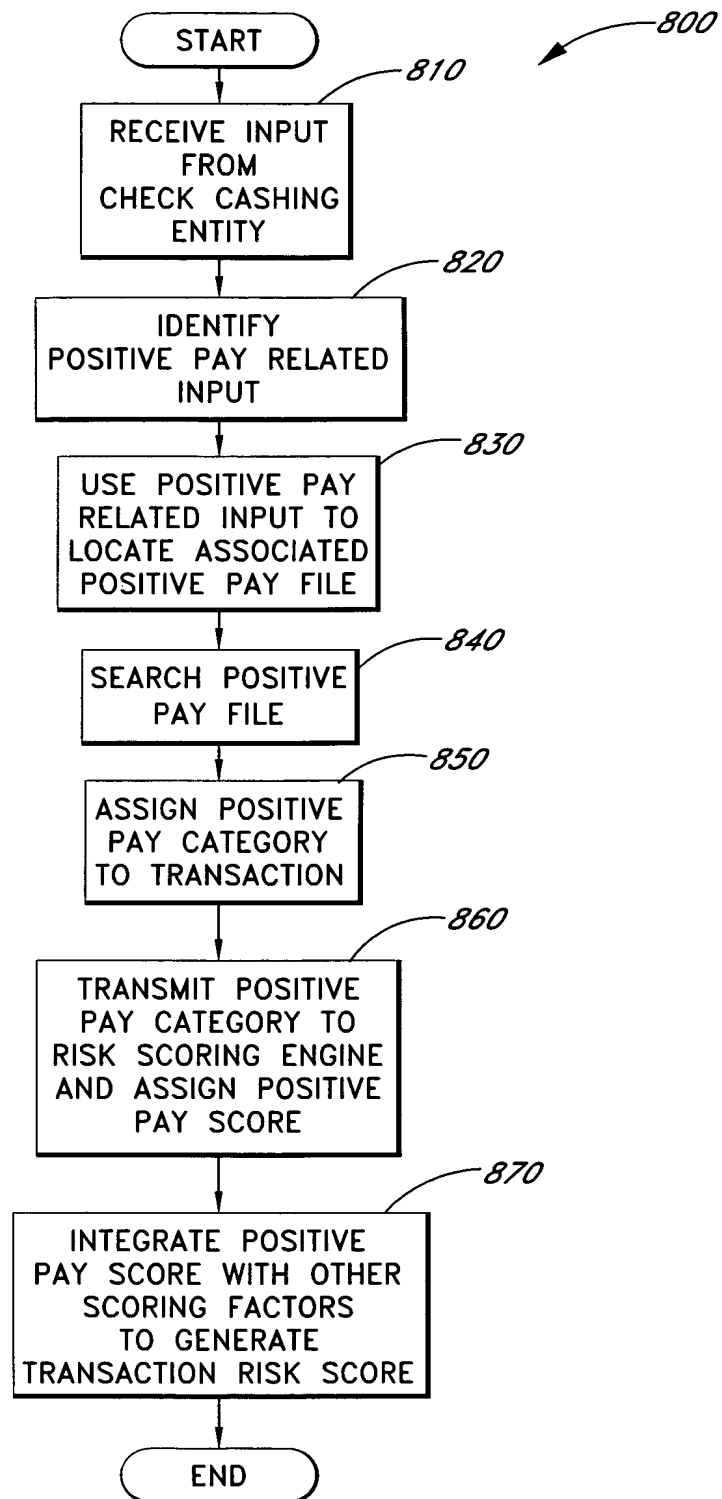 START
800
810
RECEIVE INPUT
FROM
CHECK CASHING
ENTITY
820
IDENTIFY
POSITIVE PAY RELATED
INPUT
830
USE POSITIVE PAY
RELATED INPUT TO
LOCATE ASSOCIATED
POSITIVE PAY FILE
840
SEARCH POSITIVE
PAY FILE
850
ASSIGN POSITIVE
PAY CATEGORY
TO TRANSACTION
860
TRANSMIT POSITIVE
PAY CATEGORY TO
RISK SCORING ENGINE
AND ASSIGN POSITIVE
PAY SCORE
870
INTEGRATE POSITIVE
PAY SCORE WITH OTHER
SCORING FACTORS
TO GENERATE
TRANSACTION RISK SCORE
END